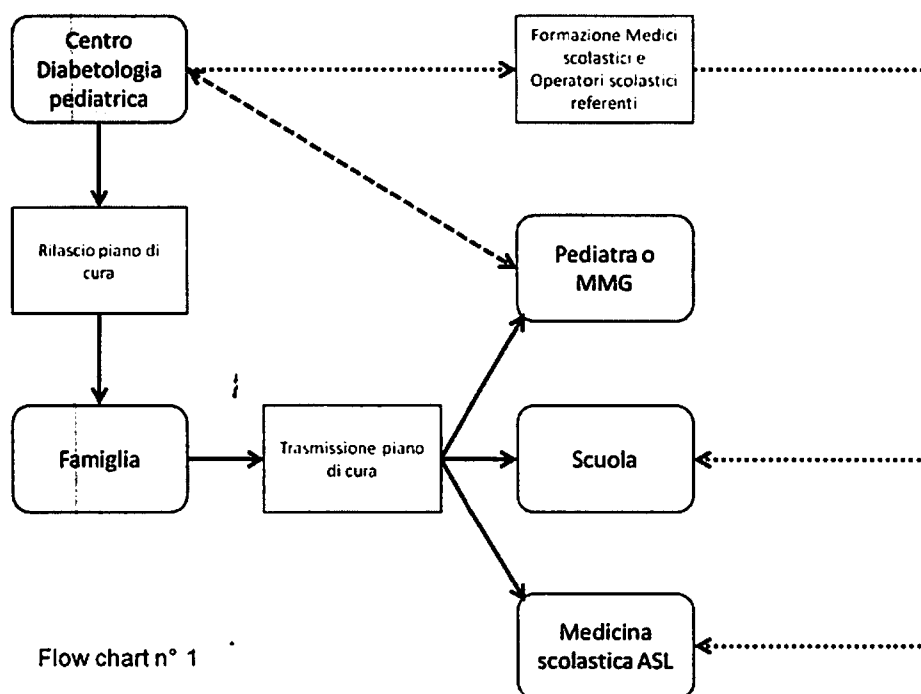 Centro
Diabetologia
pediatrica
Formazione Medici
scolastici e
Operatori scolastici
referenti
Rilascio piano di
cura
Pediatra o
MMG
Famiglia
Trasmissione piano
di cura
Scuola
Medicina
scolastica ASL
Flow chart n° 1